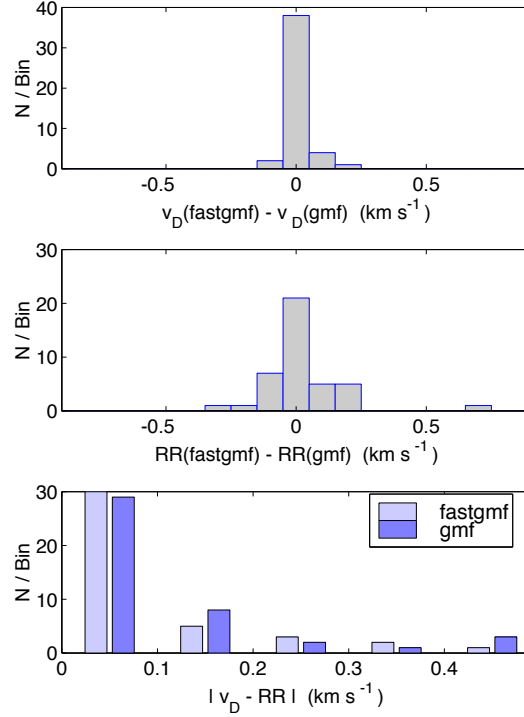 40
30
20
10
0
N / Bin
-0.5 0 0.5
v_D(fastgmf) - v_D(gmf) (km s^-1)
30
20
10
0
N / Bin
-0.5 0 0.5
RR(fastgmf) - RR(gmf) (km s^-1)
30
20
10
0
N / Bin
fastgmf
gmf
0 0.1 0.2 0.3 0.4
| v_D - RR | (km s^-1)